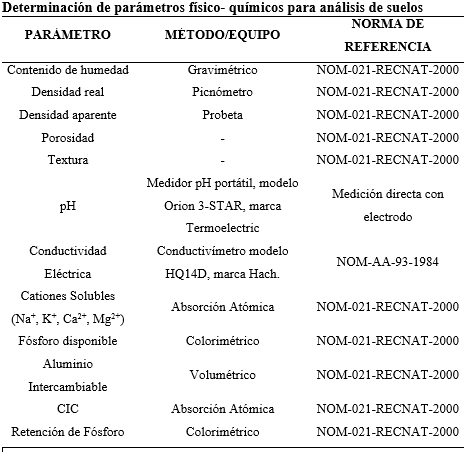 Determinación de parámetros físico- químicos para análisis de suelos
PARÁMETRO MÉTODO/EQUIPO NORMA DE REFERENCIA
Contenido de humedad Gravimétrico NOM-021-RECNAT-2000
Densidad real Picnómetro NOM-021-RECNAT-2000
Densidad aparente Probeta NOM-021-RECNAT-2000
Porosidad - NOM-021-RECNAT-2000
Textura - NOM-021-RECNAT-2000
pH Medidor pH portátil, modelo Orion 3-STAR, marca Termoelectric Medición directa con electrodo
Conductividad Eléctrica Conductivímetro modelo HQ14D, marca Hach. NOM-AA-93-1984
Cationes Solubles (Na⁺, K⁺, Ca²⁺, Mg²⁺) Absorción Atómica NOM-021-RECNAT-2000
Fósforo disponible Colorimétrico NOM-021-RECNAT-2000
Aluminio Intercambiable Volumétrico NOM-021-RECNAT-2000
CIC Absorción Atómica NOM-021-RECNAT-2000
Retención de Fósforo Colorimétrico NOM-021-RECNAT-2000